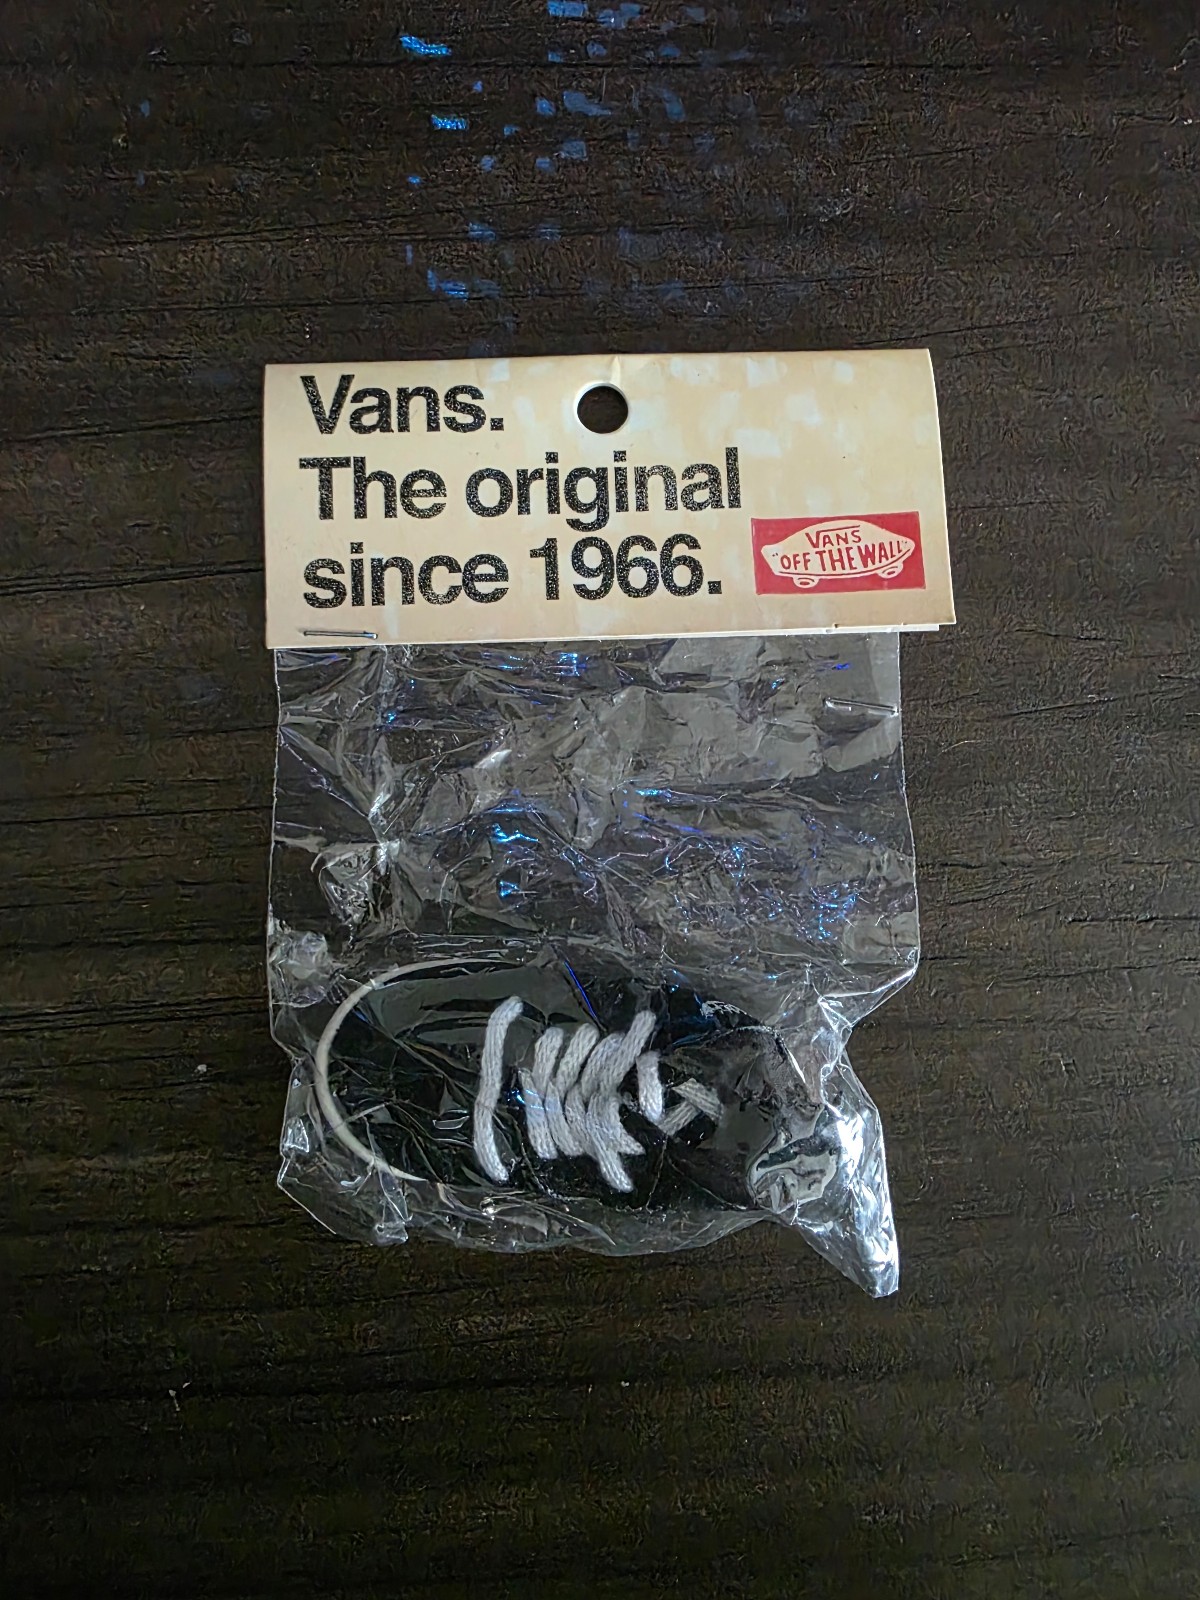 Vans.
The original
since 1966.
VANS
"OFF THE WALL"